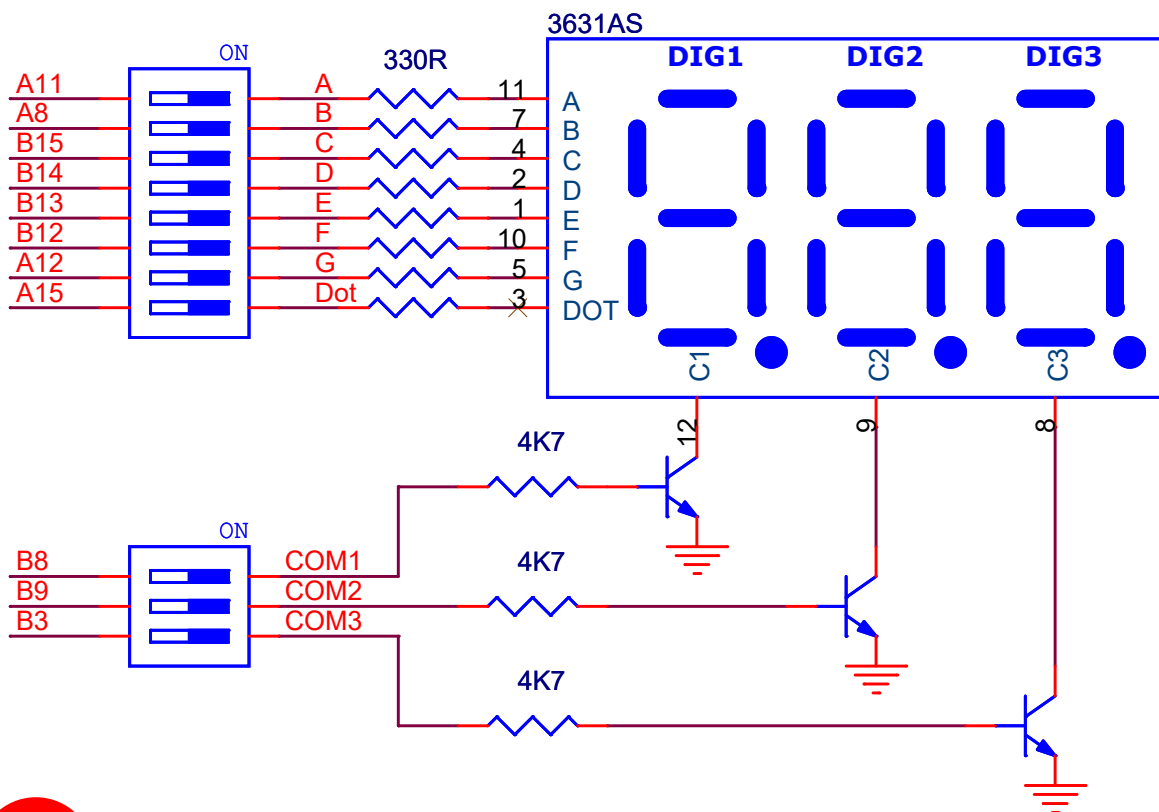 3631AS
ON
330R
DIG1 DIG2 DIG3
A11 A 11 A
A8 B 7 B
B15 C 4 C
B14 D 2 D
B13 E 1 E
B12 F 10 F
A12 G 5 G
A15 Dot 3 DOT
C1 C2 C3
12 9 8
4K7
ON
B8 COM1 4K7
B9 COM2
B3 COM3
4K7